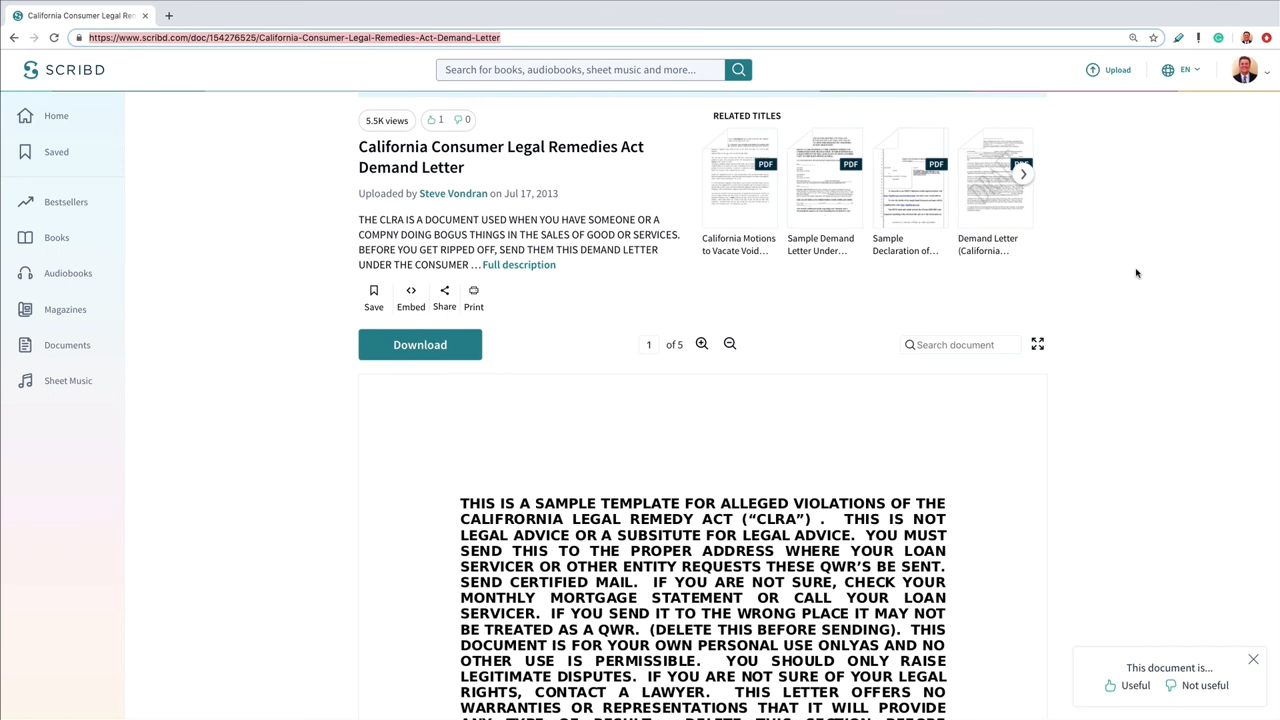 California Consumer Legal Rem
https://www.scribd.com/doc/154276525/California-Consumer-Legal-Remedies-Act-Demand-Letter
SCRIBD
Search for books, audiobooks, sheet music and more...
Upload
EN
Home
Saved
Bestsellers
Books
Audiobooks
Magazines
Documents
Sheet Music
5.5K views
1
0
California Consumer Legal Remedies Act
Demand Letter
Uploaded by Steve Vondran on Jul 17, 2013
THE CLRA IS A DOCUMENT USED WHEN YOU HAVE SOMEONE OR A
COMPNY DOING BOGUS THINGS IN THE SALES OF GOOD OR SERVICES.
BEFORE YOU GET RIPPED OFF, SEND THEM THIS DEMAND LETTER
UNDER THE CONSUMER ... Full description
Save
Embed
Share
Print
RELATED TITLES
PDF
PDF
PDF
PDF
California Motions
to Vacate Void...
Sample Demand
Letter Under...
Sample
Declaration of...
Demand Letter
(California...
Download
1 of 5
Search document
THIS IS A SAMPLE TEMPLATE FOR ALLEGED VIOLATIONS OF THE
CALIFRORNIA LEGAL REMEDY ACT (“CLRA”) . THIS IS NOT
LEGAL ADVICE OR A SUBSITUTE FOR LEGAL ADVICE. YOU MUST
SEND THIS TO THE PROPER ADDRESS WHERE YOUR LOAN
SERVICER OR OTHER ENTITY REQUESTS THESE QWR’S BE SENT.
SEND CERTIFIED MAIL. IF YOU ARE NOT SURE, CHECK YOUR
MONTHLY MORTGAGE STATEMENT OR CALL YOUR LOAN
SERVICER. IF YOU SEND IT TO THE WRONG PLACE IT MAY NOT
BE TREATED AS A QWR. (DELETE THIS BEFORE SENDING). THIS
DOCUMENT IS FOR YOUR OWN PERSONAL USE ONLYAS AND NO
OTHER USE IS PERMISSIBLE. YOU SHOULD ONLY RAISE
LEGITIMATE DISPUTES. IF YOU ARE NOT SURE OF YOUR LEGAL
RIGHTS, CONTACT A LAWYER. THIS LETTER OFFERS NO
WARRANTIES OR REPRESENTATIONS THAT IT WILL PROVIDE
ANY TYPE OF RESULT. DELETE THIS SECTION BEFORE
This document is...
Useful
Not useful